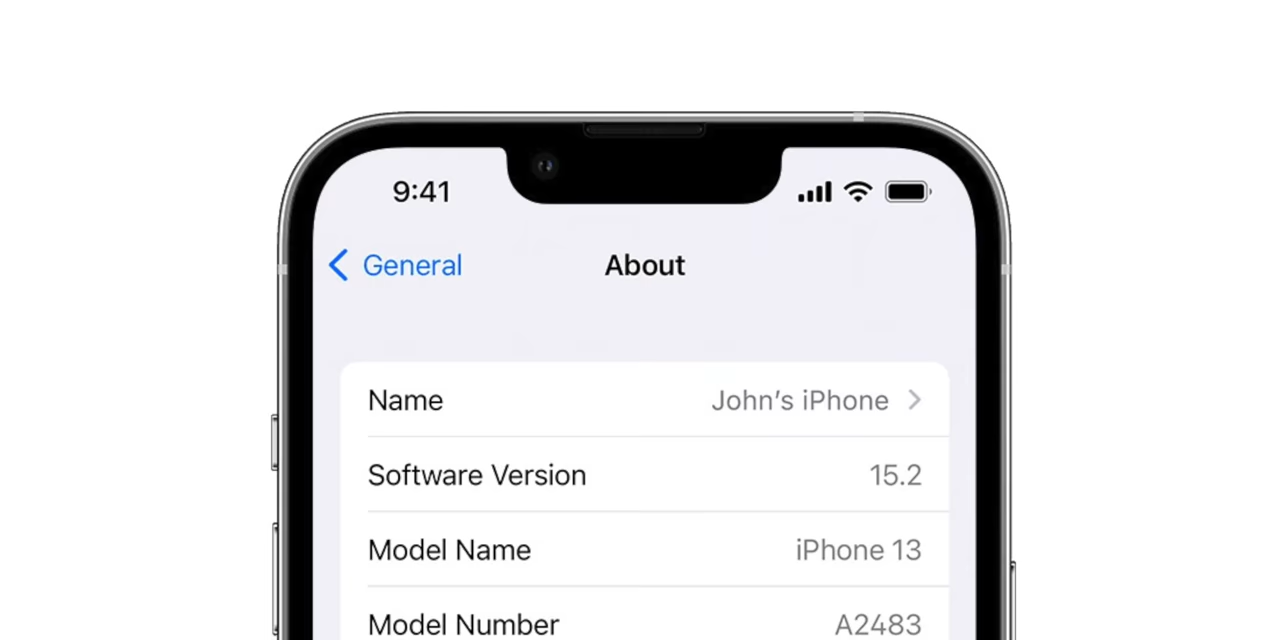 9:41
General About
Name John’s iPhone
Software Version 15.2
Model Name iPhone 13
Model Number A2483